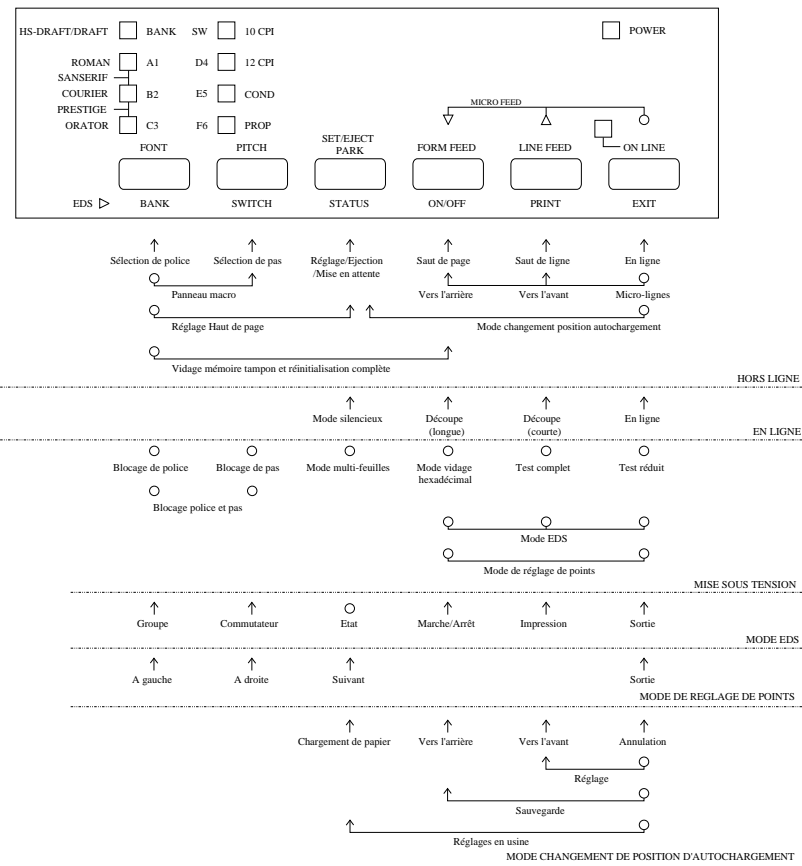 HS-DRAFT/DRAFT BANK SW 10 CPI POWER
ROMAN A1 D4 12 CPI
SANSERIF
COURIER B2 E5 COND
MICRO FEED
PRESTIGE
ORATOR C3 F6 PROP
FONT PITCH SET/EJECT PARK FORM FEED LINE FEED ON LINE
EDS BANK SWITCH STATUS ON/OFF PRINT EXIT
Sélection de police Sélection de pas Réglage/Ejection Saut de page Saut de ligne En ligne
/Mise en attente
Panneau macro Vers l'arrière Vers l'avant Micro-lignes
Réglage Haut de page Mode changement position autochargement
Vidage mémoire tampon et réinitialisation complète
HORS LIGNE
Mode silencieux Découpe (longue) Découpe (courte) En ligne
EN LIGNE
Blocage de police Blocage de pas Mode multi-feuilles Mode vidage hexadécimal Test complet Test réduit
Blocage police et pas
Mode EDS
Mode de réglage de points
MISE SOUS TENSION
Groupe Commutateur Etat Marche/Arrêt Impression Sortie
MODE EDS
A gauche A droite Suivant Sortie
MODE DE REGLAGE DE POINTS
Chargement de papier Vers l'arrière Vers l'avant Annulation
Réglage
Sauvegarde
Réglages en usine
MODE CHANGEMENT DE POSITION D'AUTOCHARGEMENT